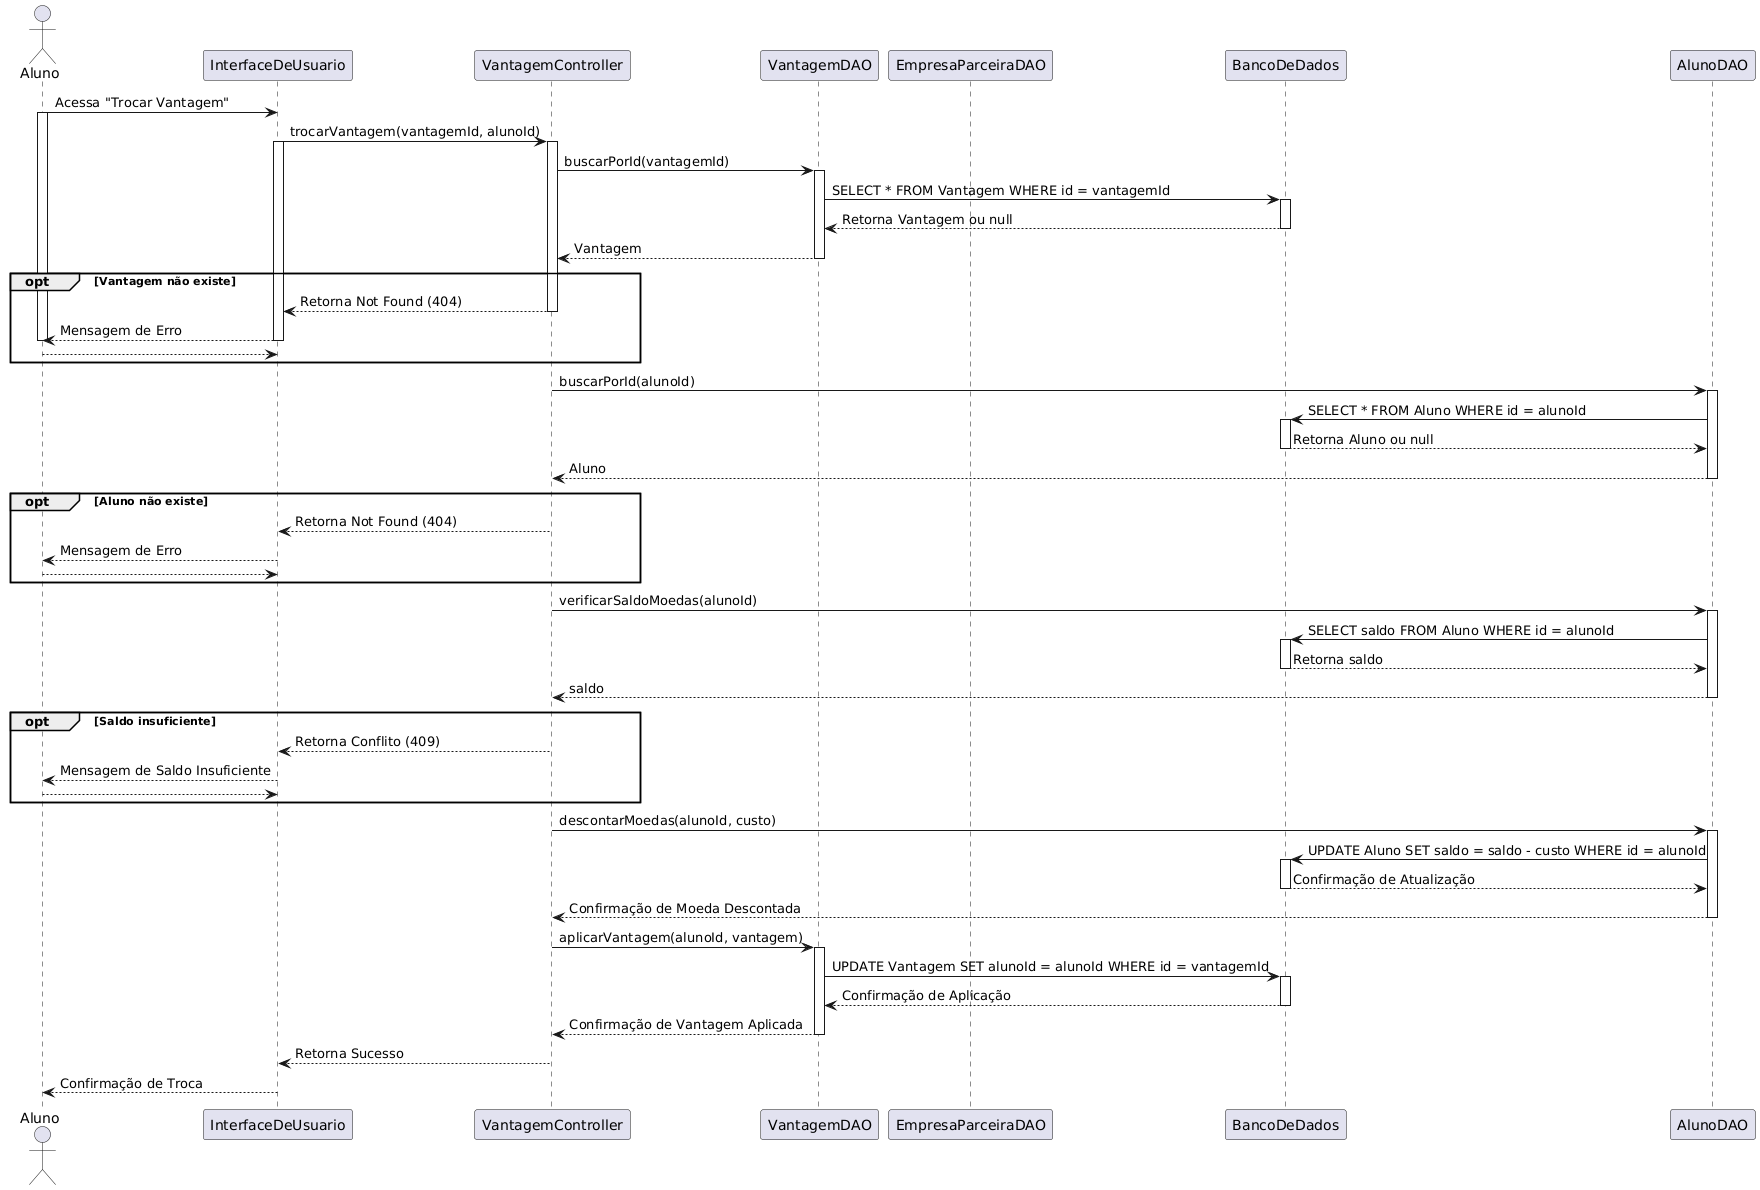 Aluno
InterfaceDeUsuario
VantagemController
VantagemDAO
EmpresaParceiraDAO
BancoDeDados
AlunoDAO
Acessa "Trocar Vantagem"
trocarVantagem(vantagemId, alunoId)
buscarPorId(vantagemId)
SELECT * FROM Vantagem WHERE id = vantagemId
Retorna Vantagem ou null
Vantagem
opt [Vantagem não existe]
Retorna Not Found (404)
Mensagem de Erro
buscarPorId(alunoId)
SELECT * FROM Aluno WHERE id = alunoId
Retorna Aluno ou null
Aluno
opt [Aluno não existe]
Retorna Not Found (404)
Mensagem de Erro
verificarSaldoMoedas(alunoId)
SELECT saldo FROM Aluno WHERE id = alunoId
Retorna saldo
saldo
opt [Saldo insuficiente]
Retorna Conflito (409)
Mensagem de Saldo Insuficiente
descontarMoedas(alunoId, custo)
UPDATE Aluno SET saldo = saldo - custo WHERE id = alunoId
Confirmação de Atualização
Confirmação de Moeda Descontada
aplicarVantagem(alunoId, vantagem)
UPDATE Vantagem SET alunoId = alunoId WHERE id = vantagemId
Confirmação de Aplicação
Confirmação de Vantagem Aplicada
Retorna Sucesso
Confirmação de Troca
Aluno
InterfaceDeUsuario
VantagemController
VantagemDAO
EmpresaParceiraDAO
BancoDeDados
AlunoDAO